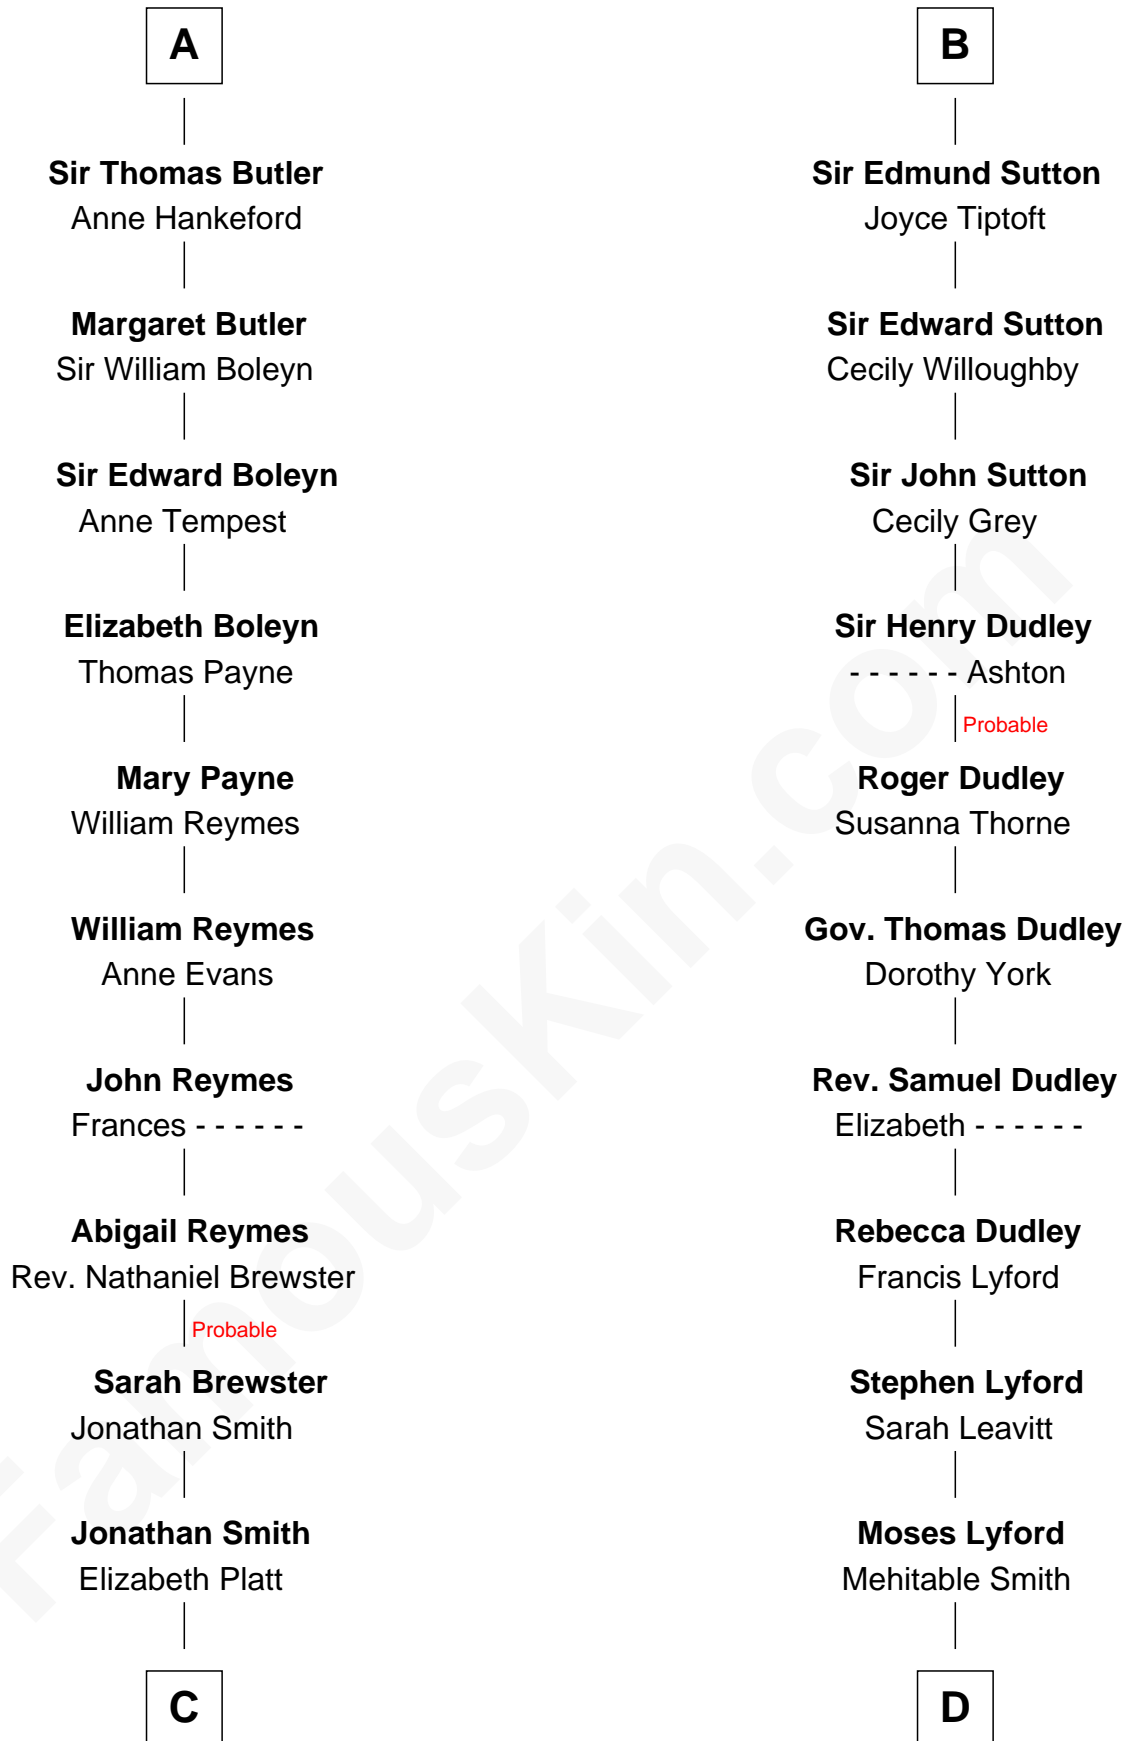 A
Sir Thomas Butler
Anne Hankeford
Margaret Butler
Sir William Boleyn
Sir Edward Boleyn
Anne Tempest
Elizabeth Boleyn
Thomas Payne
Mary Payne
William Reymes
William Reymes
Anne Evans
John Reymes
Frances - - - - - -
Abigail Reymes
Rev. Nathaniel Brewster
Probable
Sarah Brewster
Jonathan Smith
Jonathan Smith
Elizabeth Platt
C
B
Sir Edmund Sutton
Joyce Tiptoft
Sir Edward Sutton
Cecily Willoughby
Sir John Sutton
Cecily Grey
Sir Henry Dudley
- - - - - - Ashton
Probable
Roger Dudley
Susanna Thorne
Gov. Thomas Dudley
Dorothy York
Rev. Samuel Dudley
Elizabeth - - - - - -
Rebecca Dudley
Francis Lyford
Stephen Lyford
Sarah Leavitt
Moses Lyford
Mehitable Smith
D
FamousKin.com